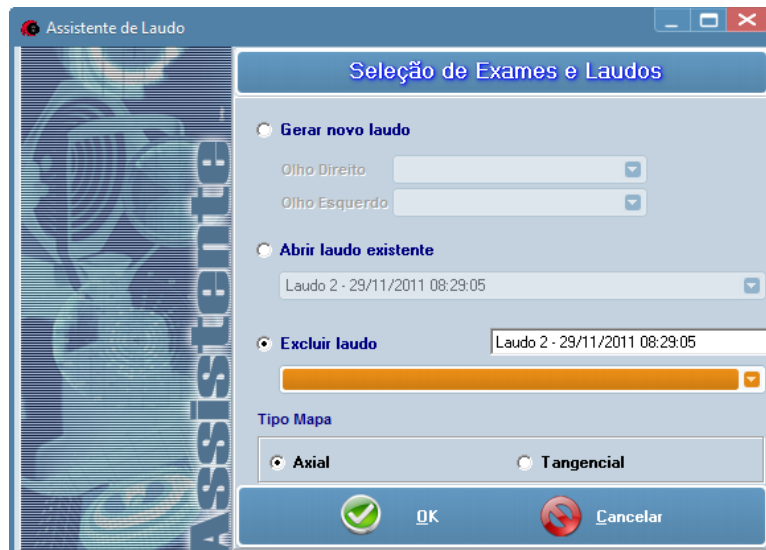 Assistente de Laudo
Assistente
Seleção de Exames e Laudos
Gerar novo laudo
Olho Direito
Olho Esquerdo
Abrir laudo existente
Laudo 2 - 29/11/2011 08:29:05
Excluir laudo
Laudo 2 - 29/11/2011 08:29:05
Tipo Mapa
Axial Tangencial
OK Cancelar